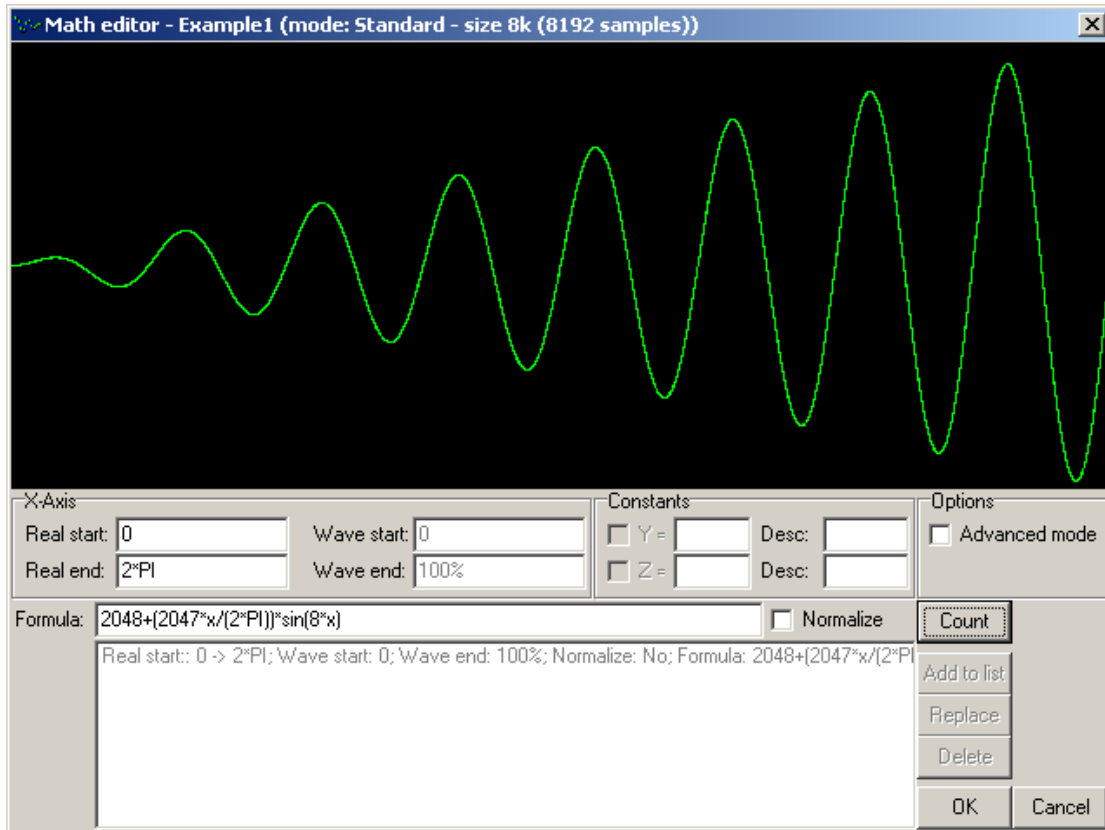 Math editor - Example1 (mode: Standard - size 8k (8192 samples))
X-Axis
Real start: 0
Wave start: 0
Real end: 2*PI
Wave end: 100%
Constants
Y =
Desc:
Z =
Desc:
Options
Advanced mode
Formula: 2048+(2047*x/(2*PI))*sin(8*x)
Normalize
Count
Real start:: 0 -> 2*PI; Wave start: 0; Wave end: 100%; Normalize: No; Formula: 2048+(2047*x/(2*PI
Add to list
Replace
Delete
OK
Cancel